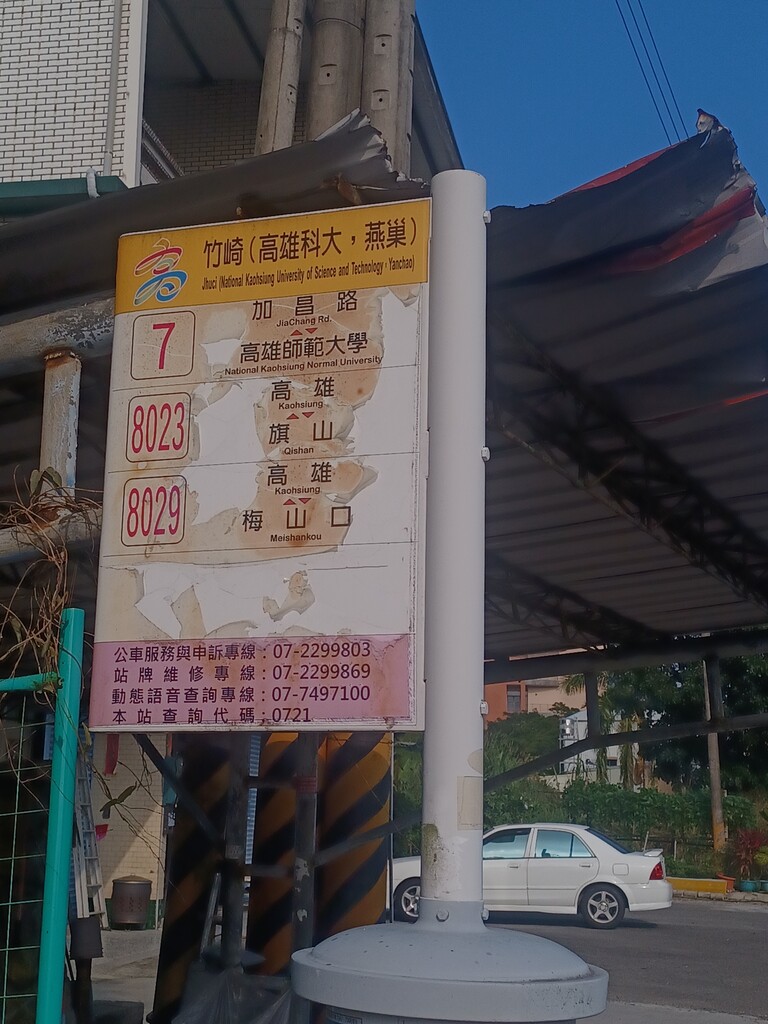 竹崎(高雄科大,燕巢)
Jhuci (National Kaohsiung University of Science and Technology, Yanchao)
7
加昌路
JiaChang Rd.
高雄師範大學
National Kaohsiung Normal University
8023
高雄
Kaohsiung
旗山
Qishan
8029
高雄
Kaohsiung
梅山口
Meishankou
公車服務與申訴專線:07-2299803
站牌維修專線:07-2299869
動態語音查詢專線:07-7497100
本站查詢代碼:0721